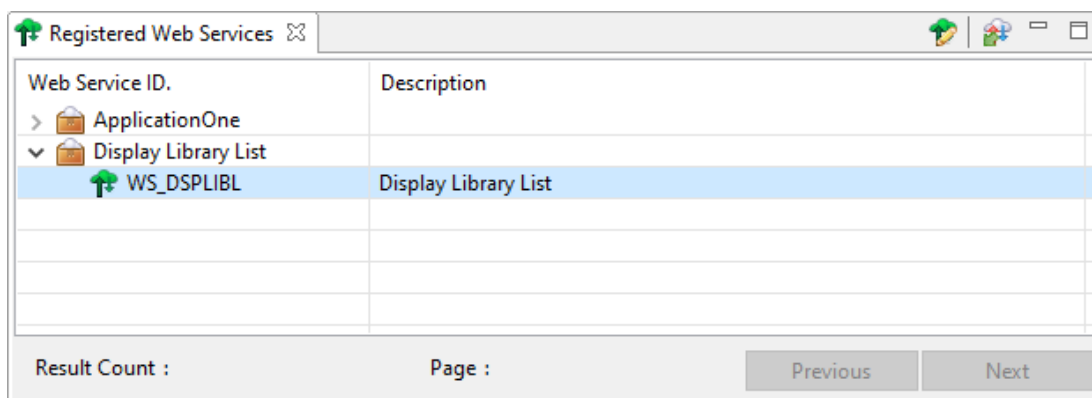 Registered Web Services
Web Service ID. Description
ApplicationOne
Display Library List
WS_DSPLIBL Display Library List
Result Count : Page : Previous Next